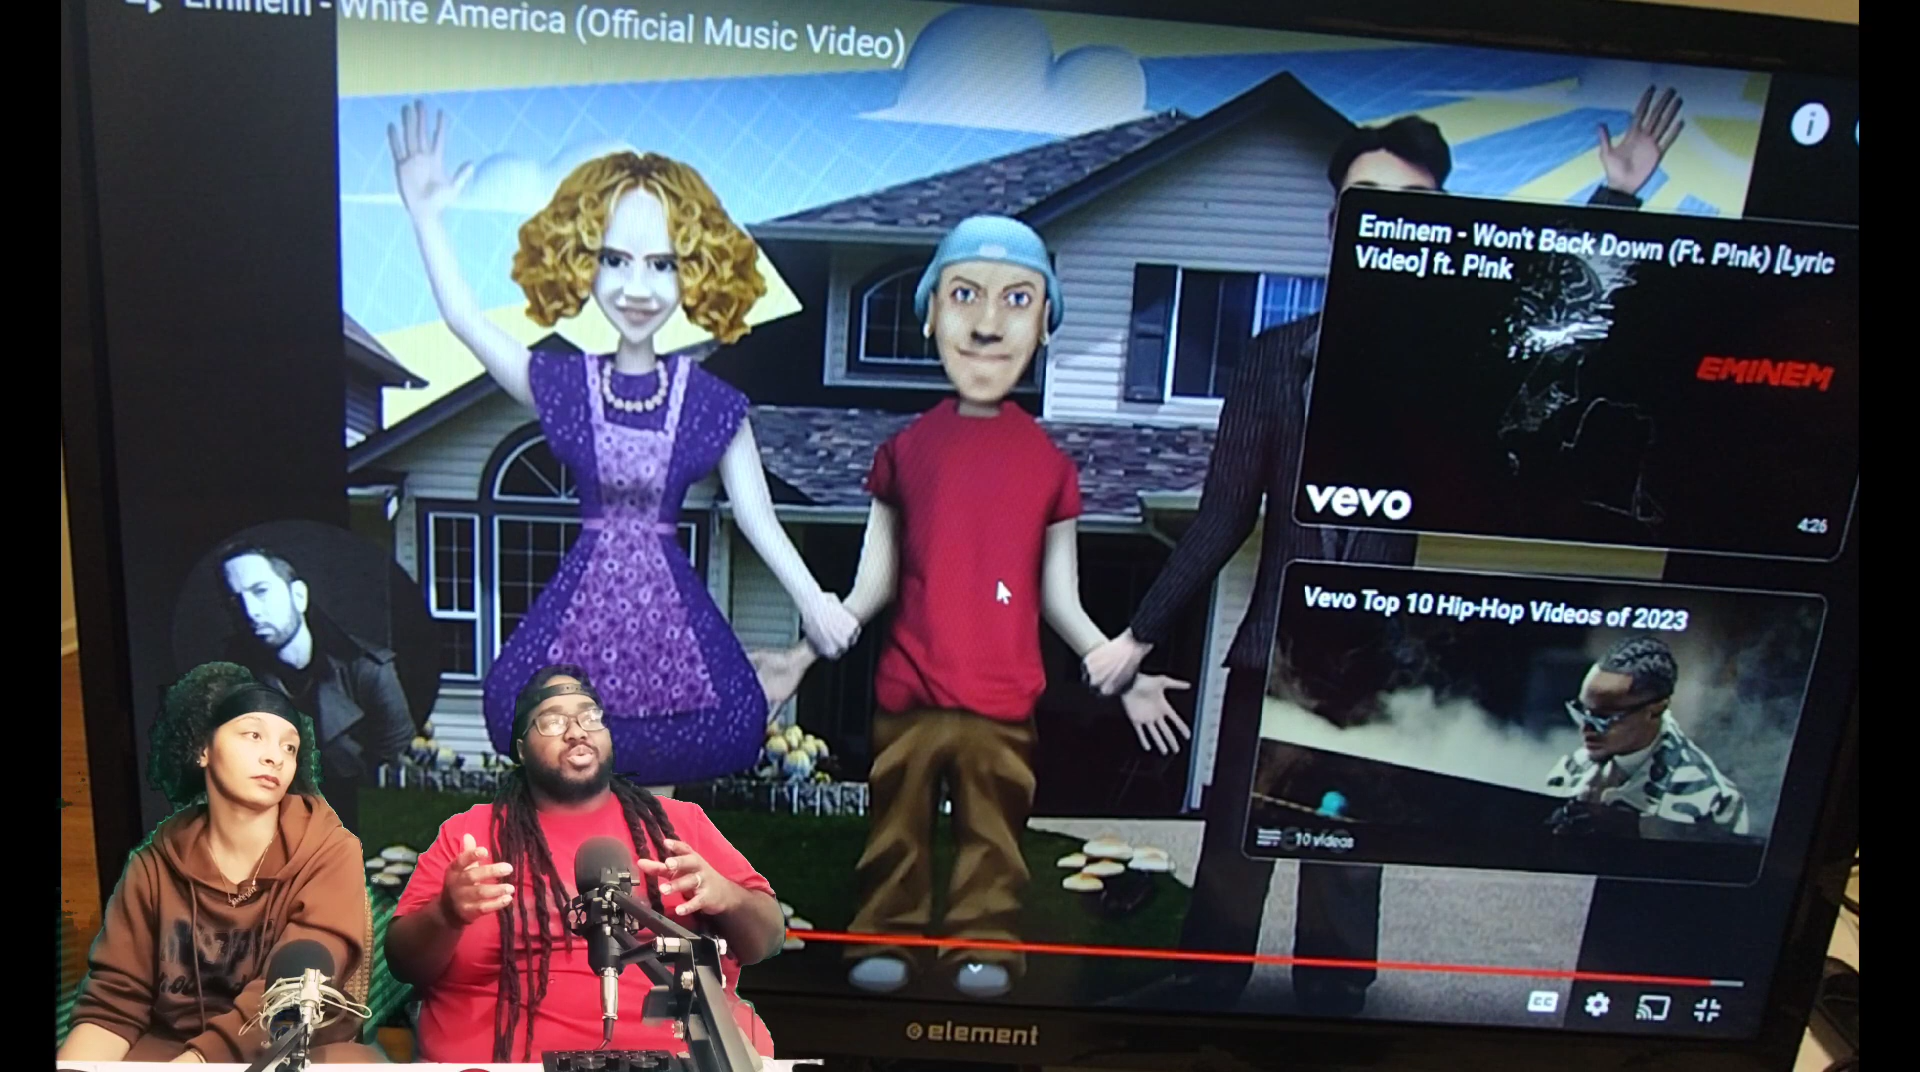 Eminem - White America (Official Music Video)
i
Eminem - Won't Back Down (Ft. P!nk) [Lyric
Video] ft. P!nk
EMINEM
vevo
4:26
Vevo Top 10 Hip-Hop Videos of 2023
10 videos
CC
element